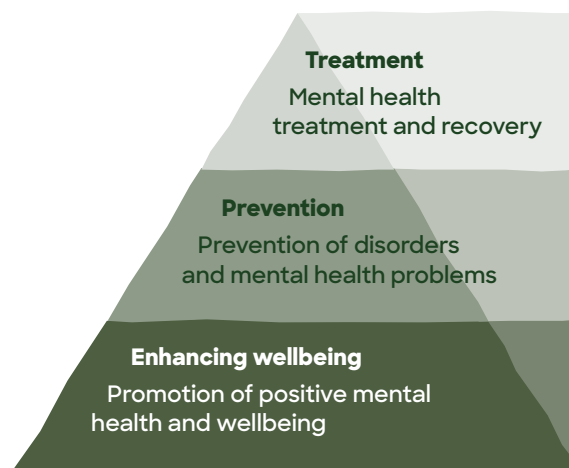 Treatment
Mental health
treatment and recovery
Prevention
Prevention of disorders
and mental health problems
Enhancing wellbeing
Promotion of positive mental
health and wellbeing